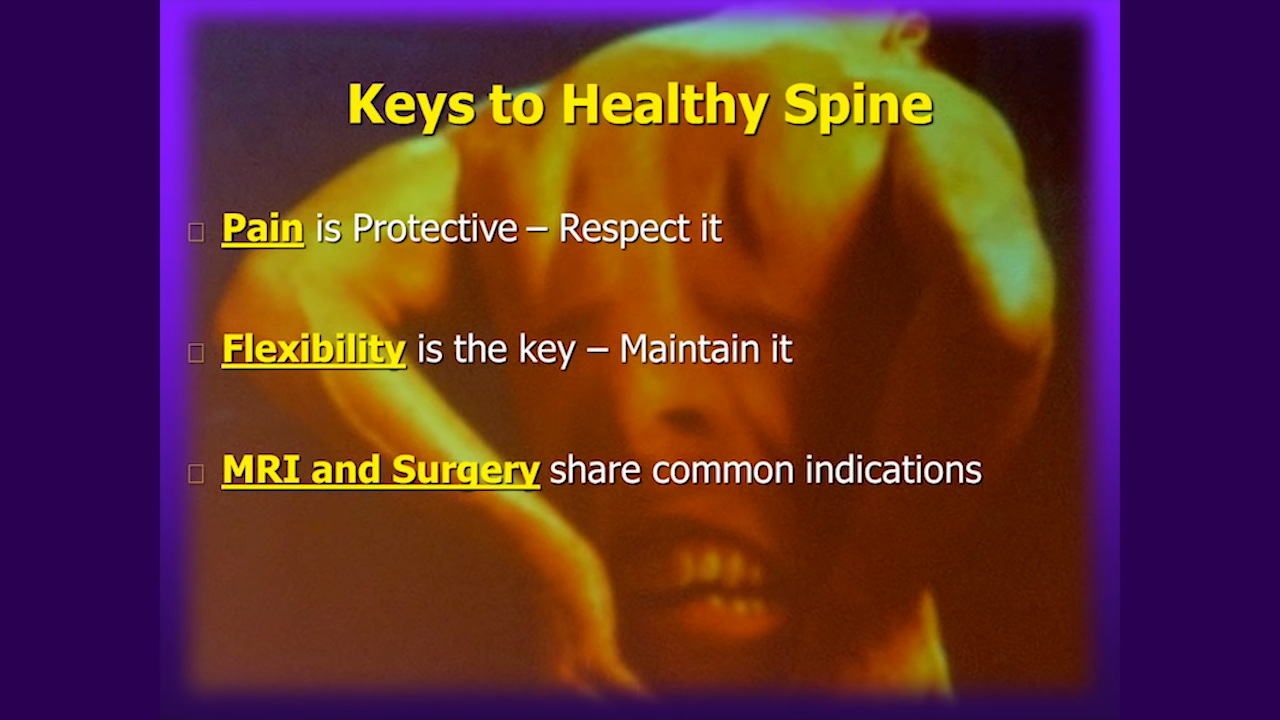 Keys to Healthy Spine
Pain is Protective – Respect it
Flexibility is the key – Maintain it
MRI and Surgery share common indications